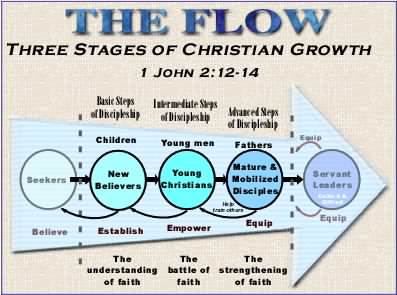 THE FLOW
THREE STAGES OF CHRISTIAN GROWTH
1 JOHN 2:12-14
Basic Steps
of Discipleship
Intermediate Steps
of Discipleship
Advanced Steps
of Discipleship
Children
Young men
Fathers
Equip
Seekers
New
Believers
Young
Christians
Mature &
Mobilized
Disciples
Servant
Leaders
Help
train others
Believe
Establish
Empower
Equip
Equip
The
understanding
of faith
The
battle of
faith
The
strengthening
of faith